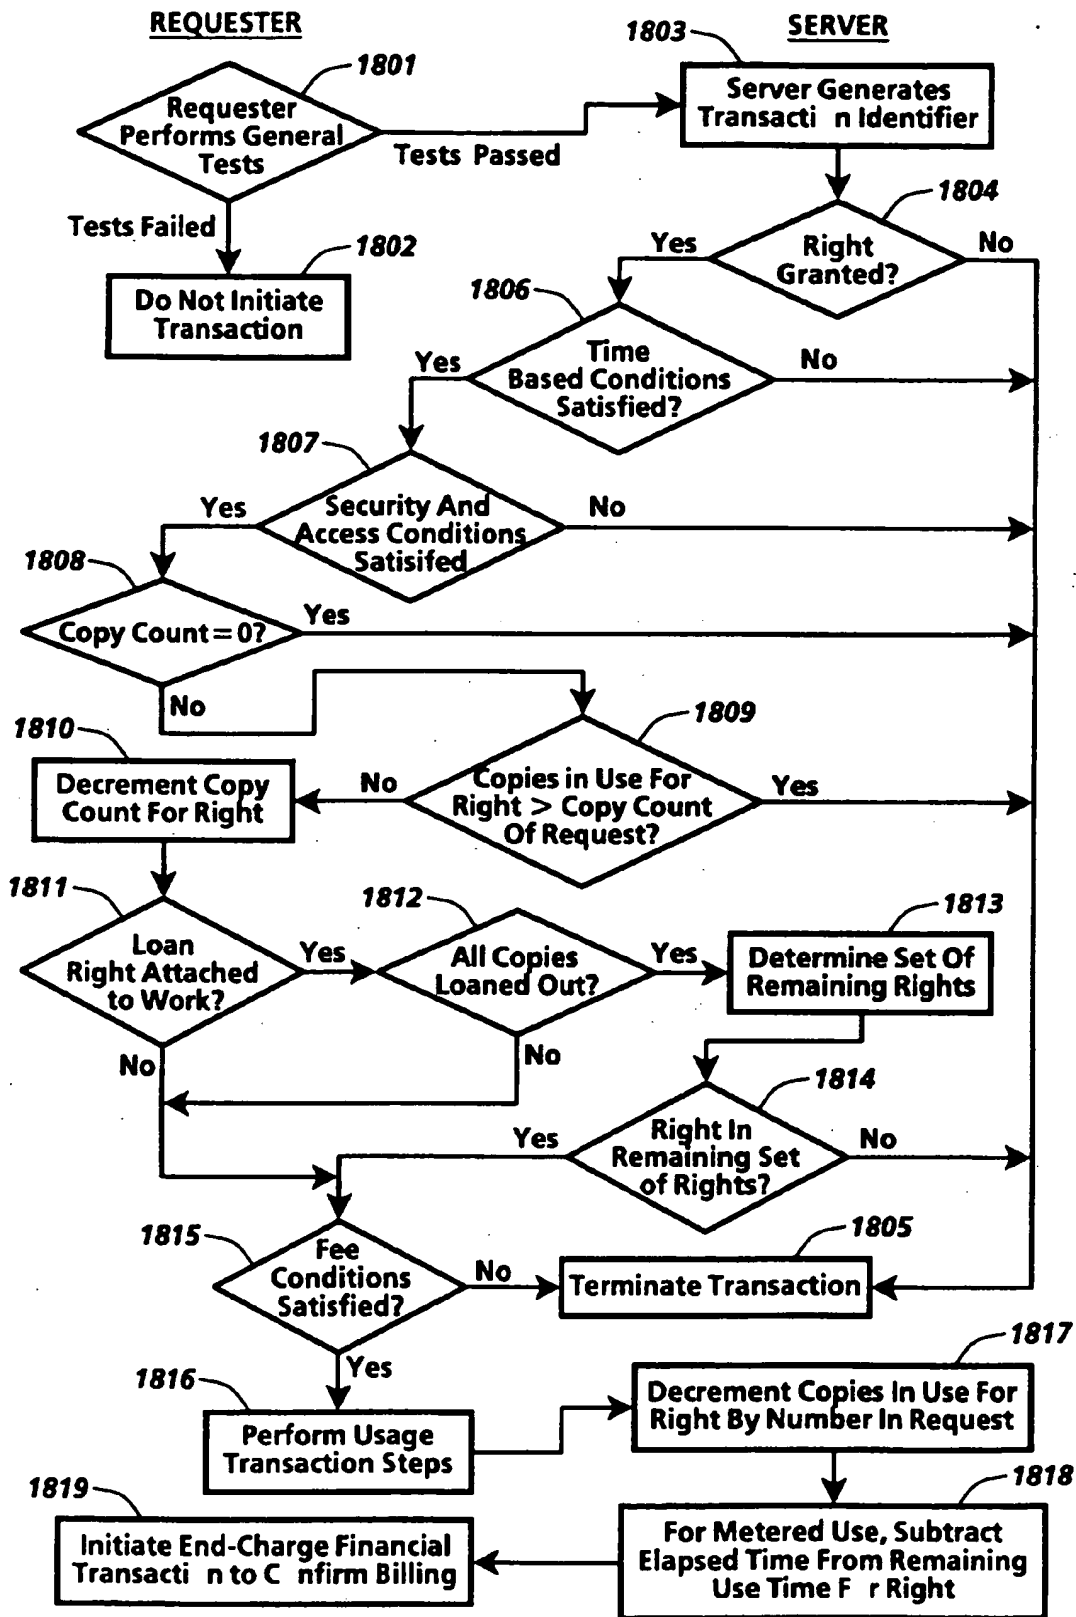 REQUESTER
SERVER
1801
1803
Requester
Performs General
Tests
Server Generates
Transacti n Identifier
Tests Passed
Tests Failed
1802
Do Not Initiate
Transaction
1804
Right
Granted?
Yes
No
1806
Time
Based Conditions
Satisfied?
Yes
No
1807
Security And
Access Conditions
Satisifed
Yes
No
1808
Copy Count = 0?
Yes
No
1809
Copies in Use For
Right > Copy Count
Of Request?
No
Yes
1810
Decrement Copy
Count For Right
1811
Loan
Right Attached
to Work?
Yes
No
1812
All Copies
Loaned Out?
Yes
No
1813
Determine Set Of
Remaining Rights
1814
Right In
Remaining Set
of Rights?
Yes
No
1815
Fee
Conditions
Satisfied?
No
Yes
1805
Terminate Transaction
1816
Perform Usage
Transaction Steps
1817
Decrement Copies In Use For
Right By Number In Request
1818
For Metered Use, Subtract
Elapsed Time From Remaining
Use Time F r Right
1819
Initiate End-Charge Financial
Transacti n to C nfirm Billing